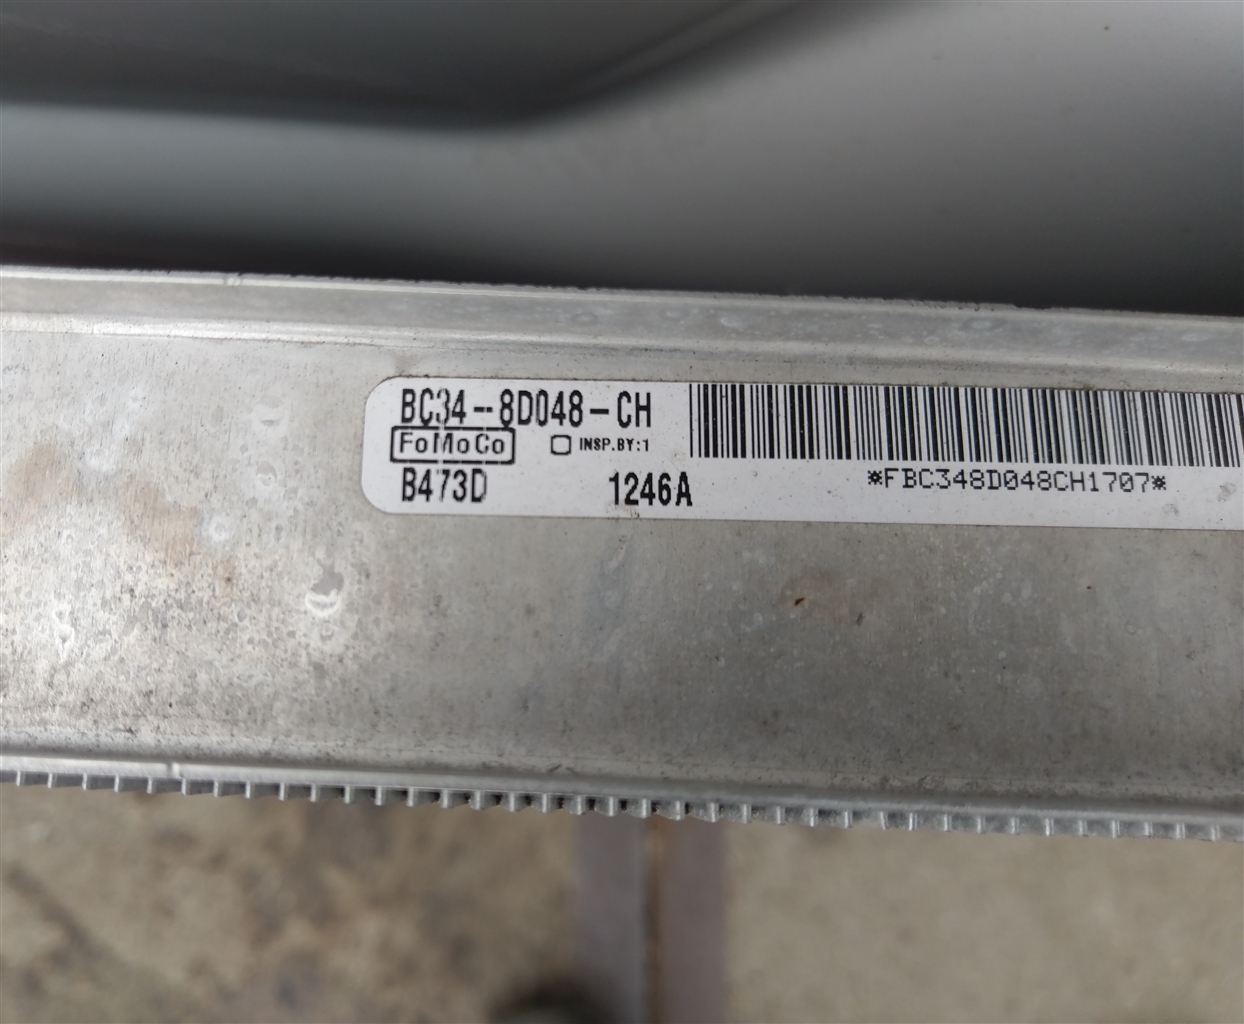 BC34--8D048-CH
FoMoCo INSP.BY:1
B473D 1246A
*FBC348D048CH1707*